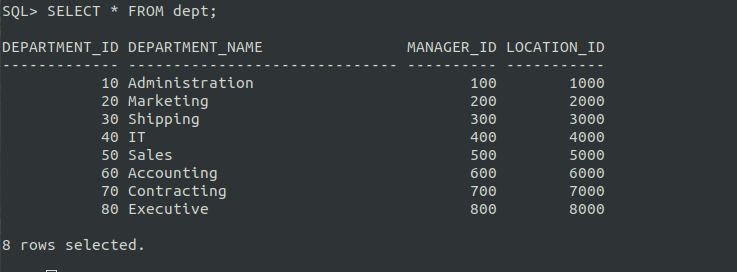 SQL> SELECT * FROM dept;
DEPARTMENT_ID DEPARTMENT_NAME                MANAGER_ID LOCATION_ID
------------- ------------------------------ ---------- -----------
           10 Administration                        100        1000
           20 Marketing                             200        2000
           30 Shipping                              300        3000
           40 IT                                    400        4000
           50 Sales                                 500        5000
           60 Accounting                            600        6000
           70 Contracting                           700        7000
           80 Executive                             800        8000
8 rows selected.